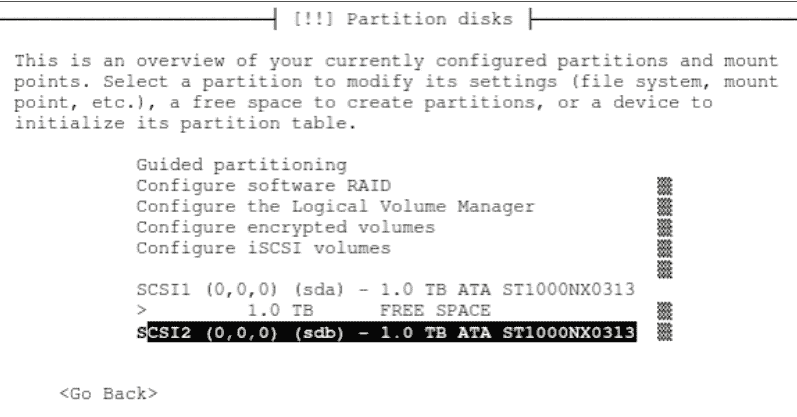 [!!] Partition disks
This is an overview of your currently configured partitions and mount
points. Select a partition to modify its settings (file system, mount
point, etc.), a free space to create partitions, or a device to
initialize its partition table.
Guided partitioning
Configure software RAID
Configure the Logical Volume Manager
Configure encrypted volumes
Configure iSCSI volumes
SCSI1 (0,0,0) (sda) - 1.0 TB ATA ST1000NX0313
> 1.0 TB FREE SPACE
SCSI2 (0,0,0) (sdb) - 1.0 TB ATA ST1000NX0313
<Go Back>